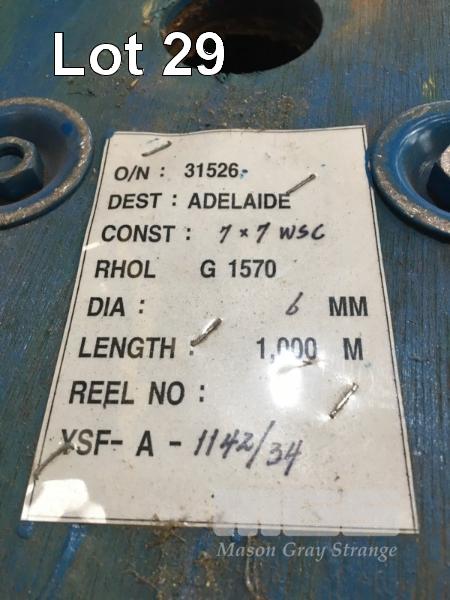 Lot 29
O/N : 31526-
DEST : ADELAIDE
CONST : 7 x 7 WSC
RHOL G 1570
DIA : 6 MM
LENGTH : 1,000 M
REEL NO :
XSF- A - 1142/34
Mason Gray Strange